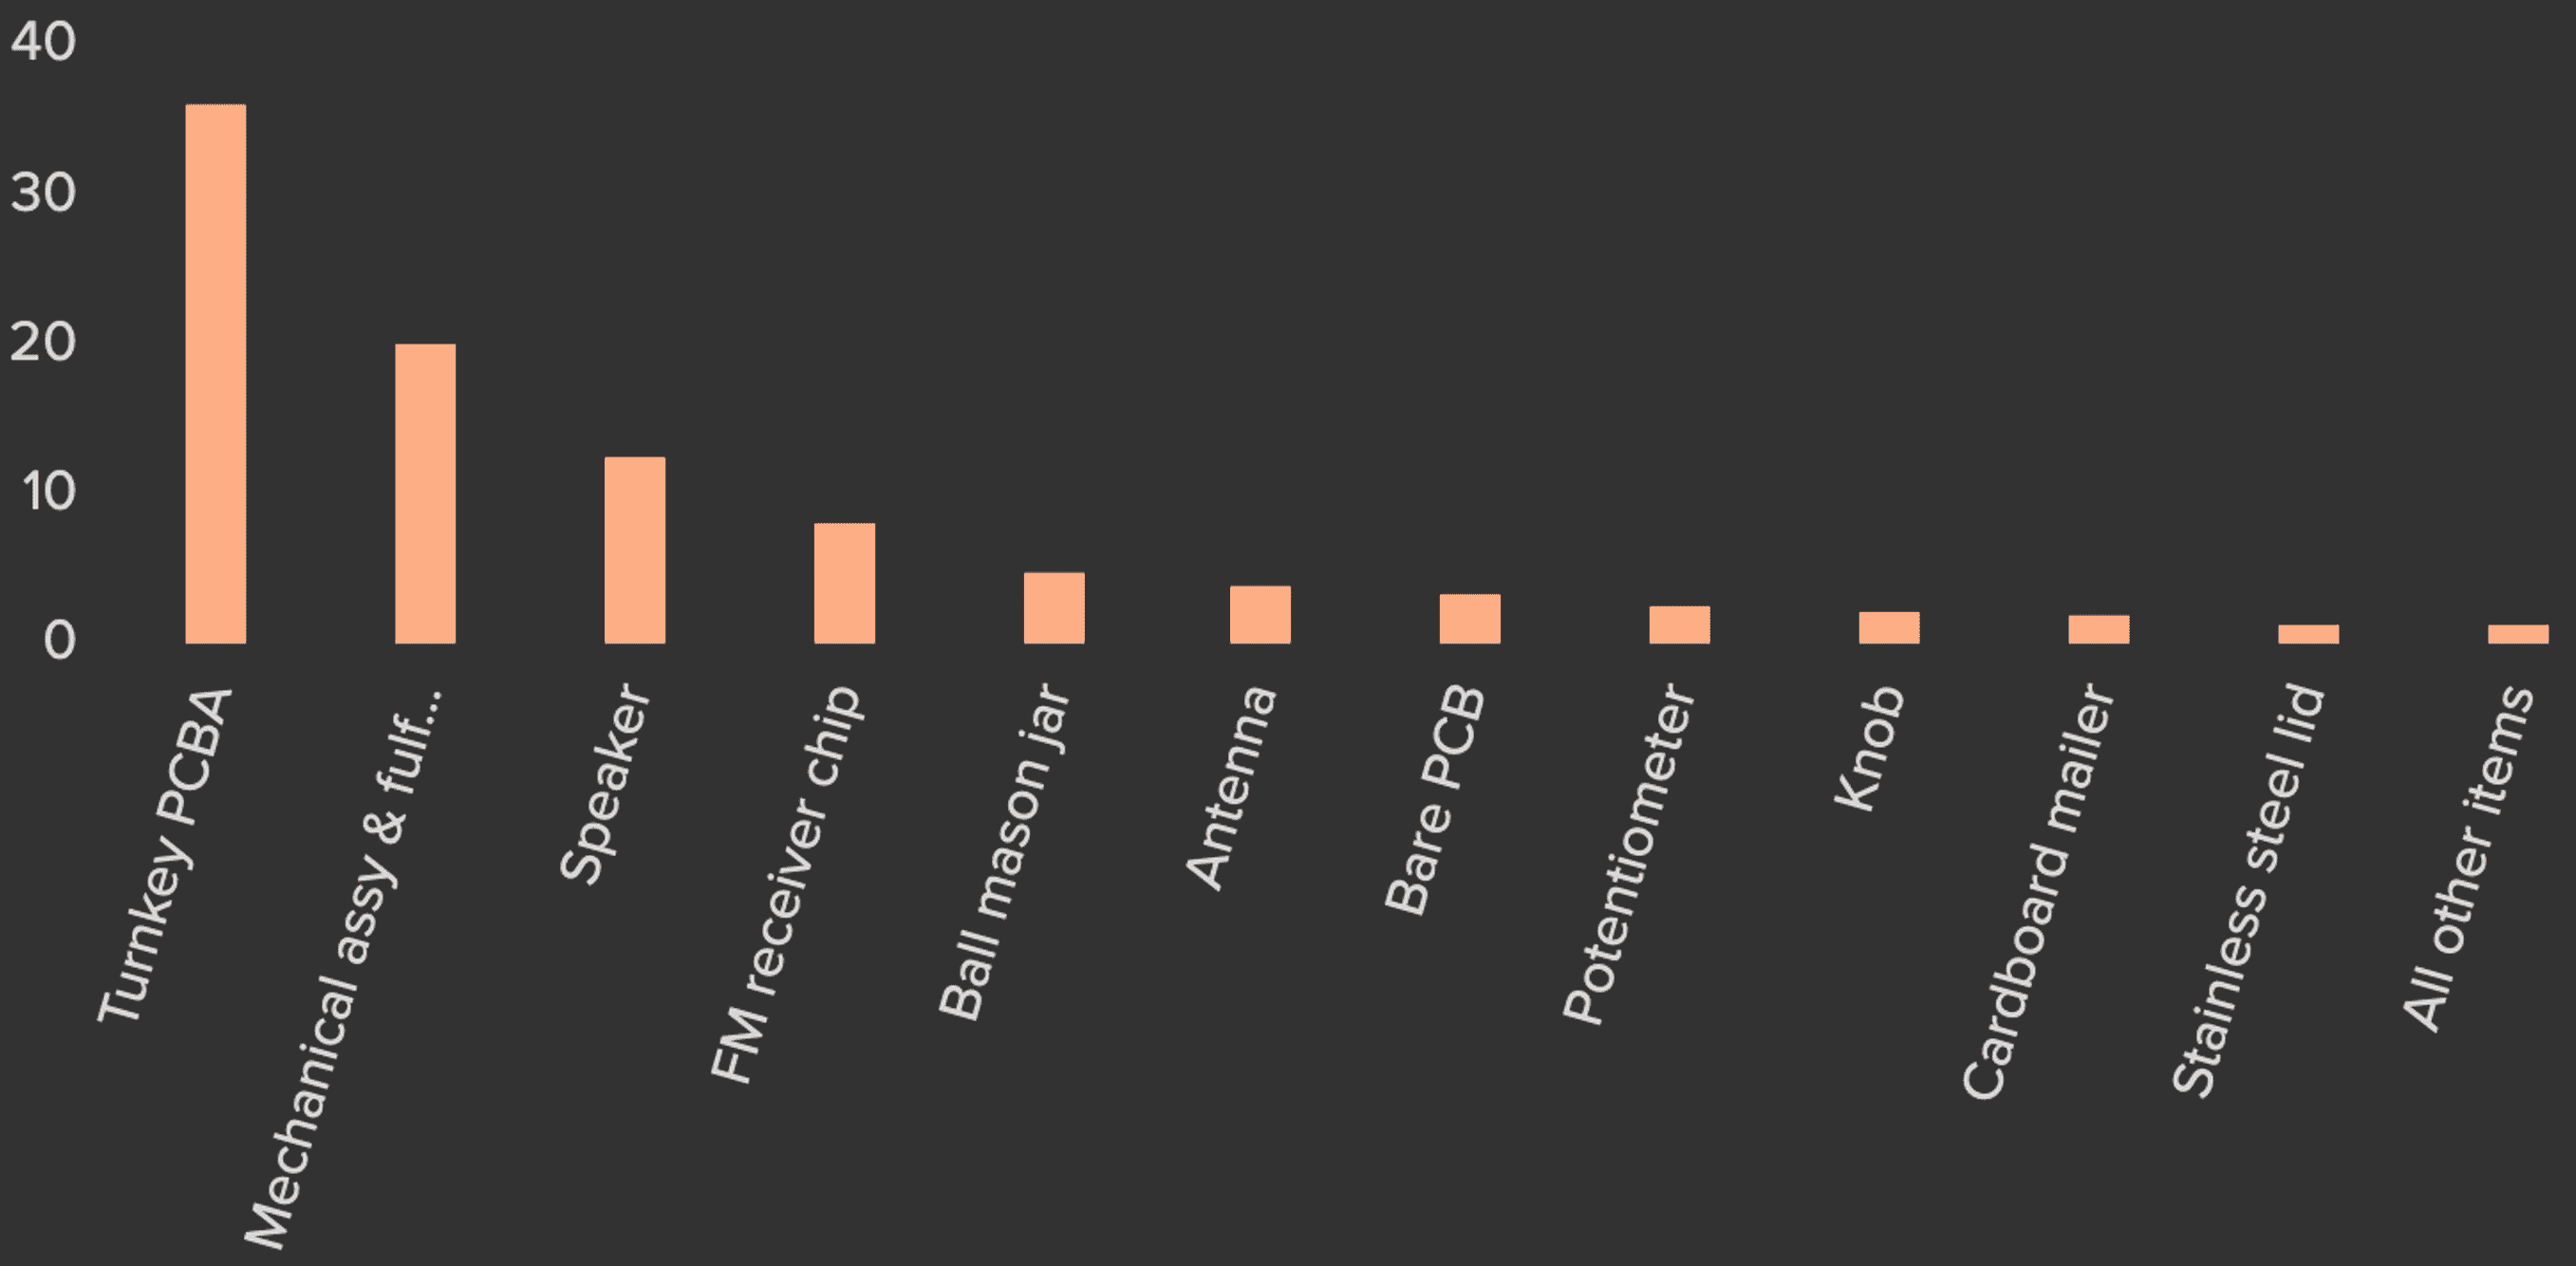 40
30
20
10
0
Turnkey PCBA
Mechanical assy & fulf...
Speaker
FM receiver chip
Ball mason jar
Antenna
Bare PCB
Potentiometer
Knob
Cardboard mailer
Stainless steel lid
All other items